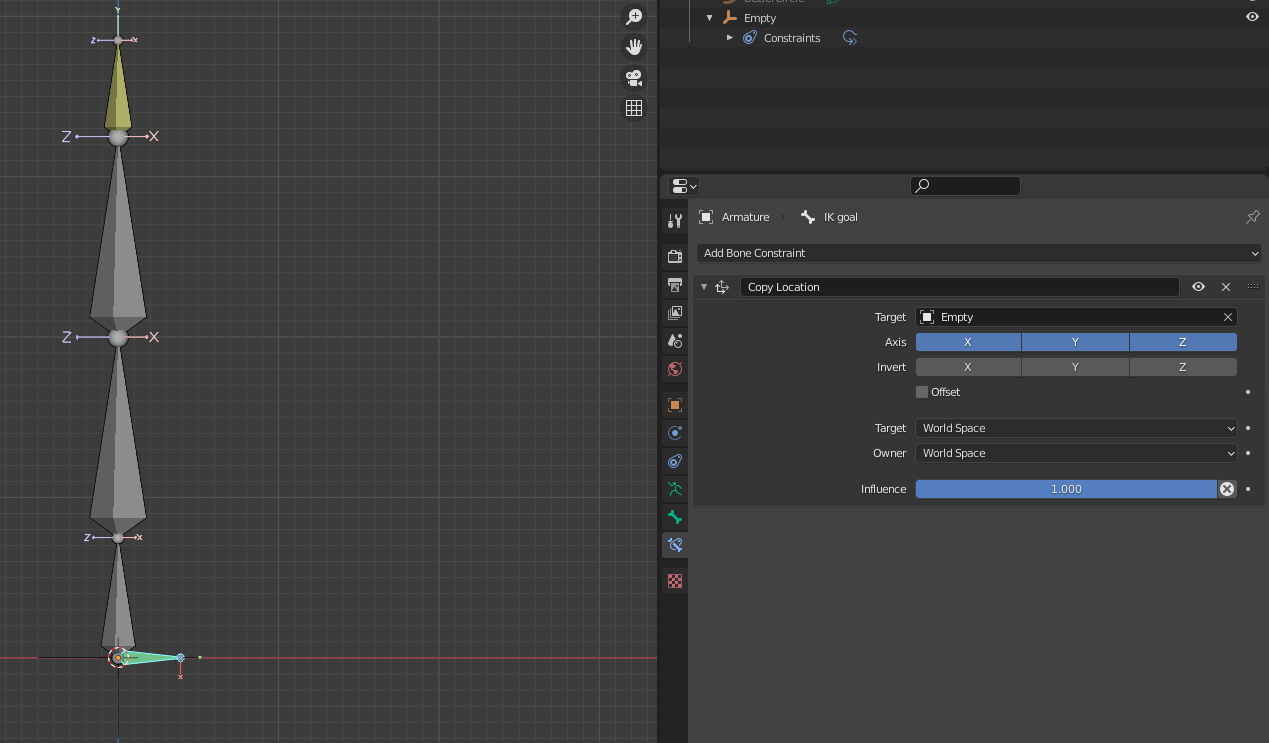 Y
Z X
Z X
Z X
Z X
X
Empty
Constraints
Armature IK goal
Add Bone Constraint
Copy Location
Target Empty
Axis X Y Z
Invert X Y Z
Offset
Target World Space
Owner World Space
Influence 1.000